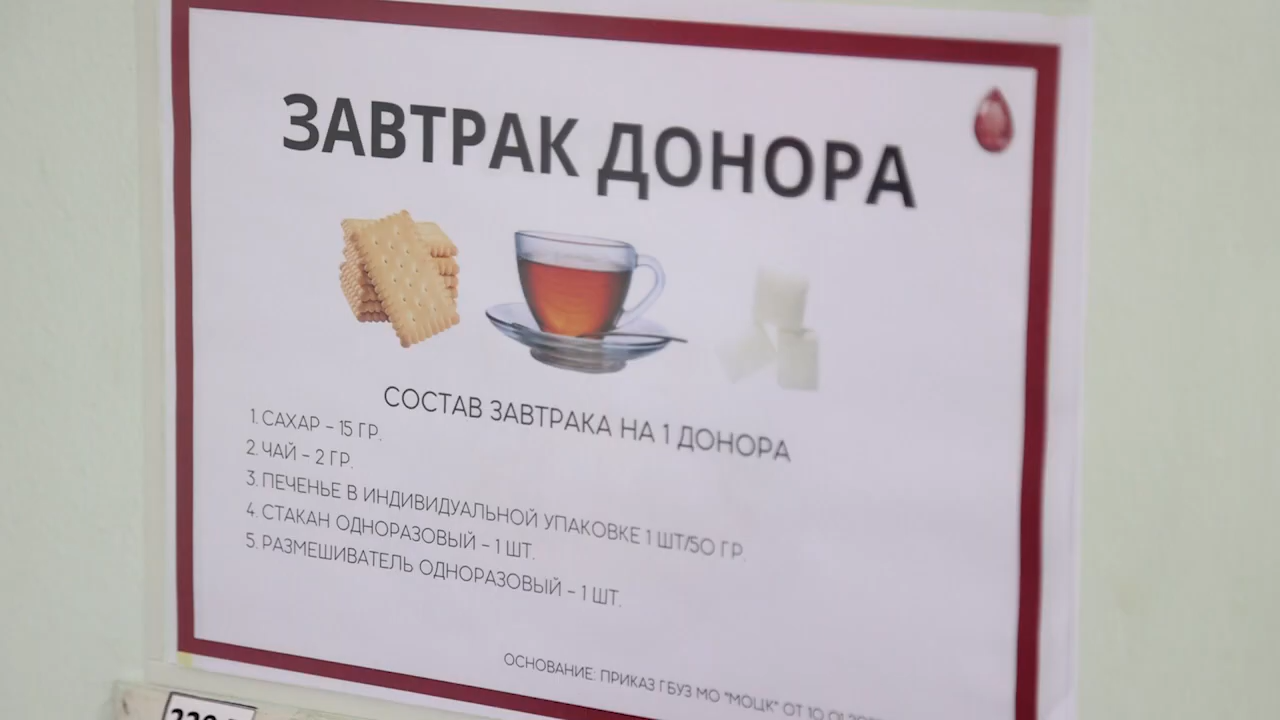 ЗАВТРАК ДОНОРА
СОСТАВ ЗАВТРАКА НА 1 ДОНОРА
1. САХАР – 15 ГР.
2. ЧАЙ – 2 ГР.
3. ПЕЧЕНЬЕ В ИНДИВИДУАЛЬНОЙ УПАКОВКЕ 1 ШТ/50 ГР.
4. СТАКАН ОДНОРАЗОВЫЙ – 1 ШТ.
5. РАЗМЕШИВАТЕЛЬ ОДНОРАЗОВЫЙ – 1 ШТ.
ОСНОВАНИЕ: ПРИКАЗ ГБУЗ МО "МОЦК" ОТ